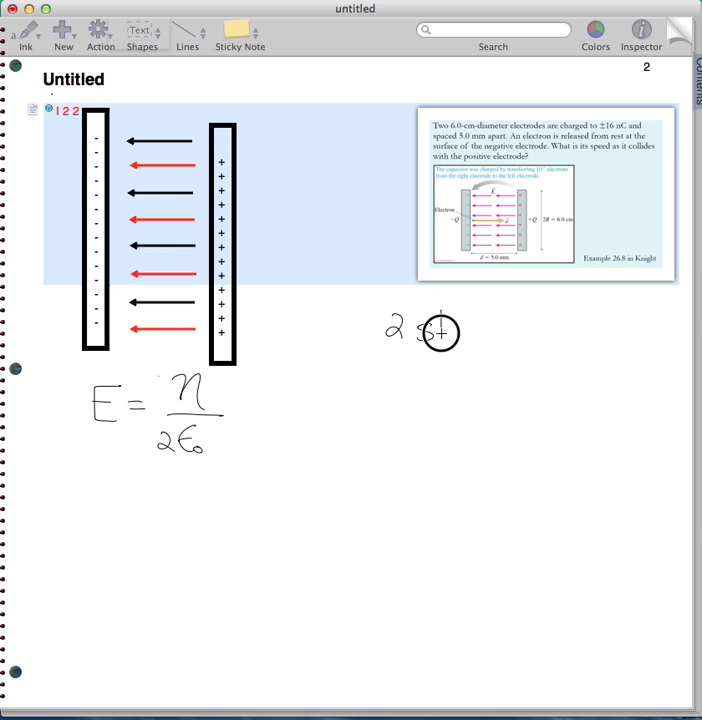 untitled
Ink
New
Action
Text
Shapes
Lines
Sticky Note
Search
Colors
Inspector
Contents
2
Untitled
1 2 2
Two 6.0-cm-diameter electrodes are charged to ±16 nC and
spaced 5.0 mm apart. An electron is released from rest at the
surface of the negative electrode. What is its speed as it collides
with the positive electrode?
The capacitor was charged by transferring 10¹¹ electrons
from the right electrode to the left electrode.
E
Electron
−Q
a
+Q
2R = 6.0 cm
d = 5.0 mm
Example 26.8 in Knight
2 s
E = η / 2ϵ₀